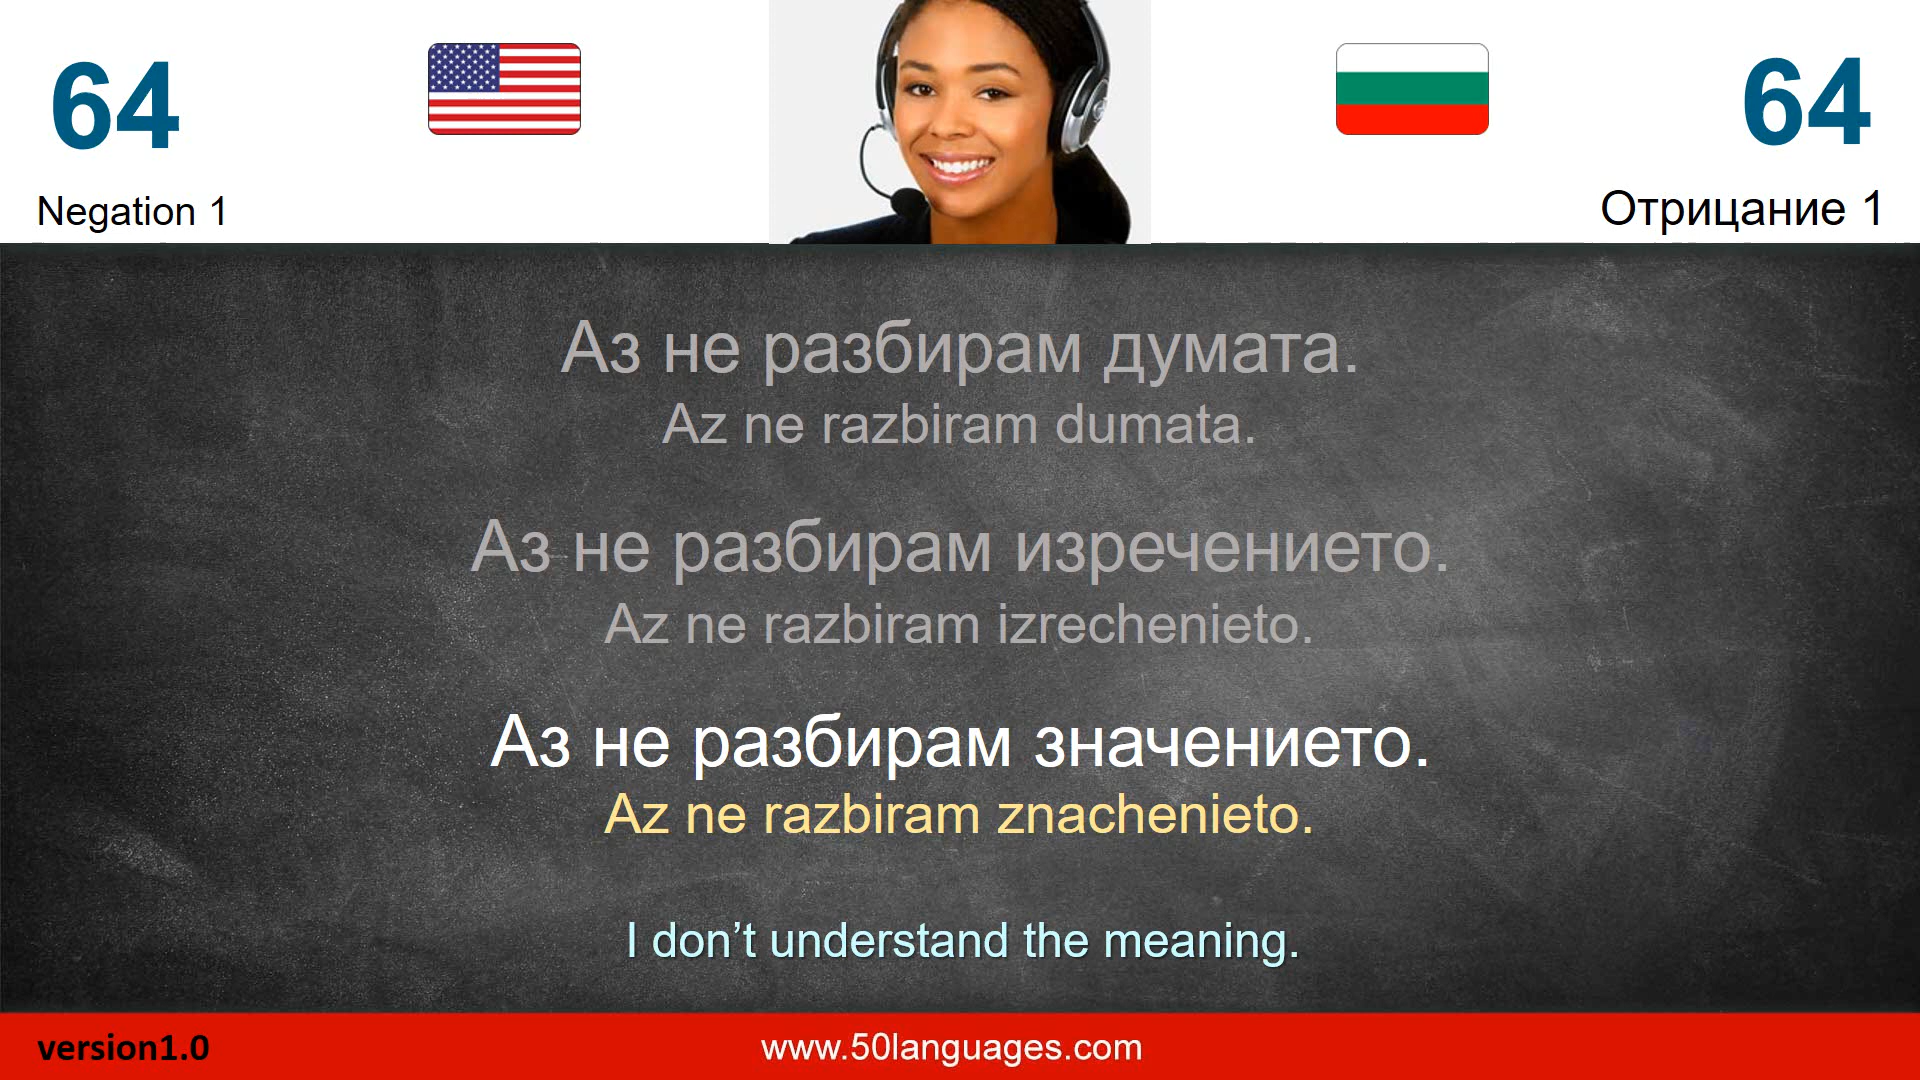 64
64
Negation 1
Отрицание 1
Аз не разбирам думата.
Az ne razbiram dumata.
Аз не разбирам изречението.
Az ne razbiram izrechenieto.
Аз не разбирам значението.
Az ne razbiram znachenieto.
I don’t understand the meaning.
version1.0
www.50languages.com